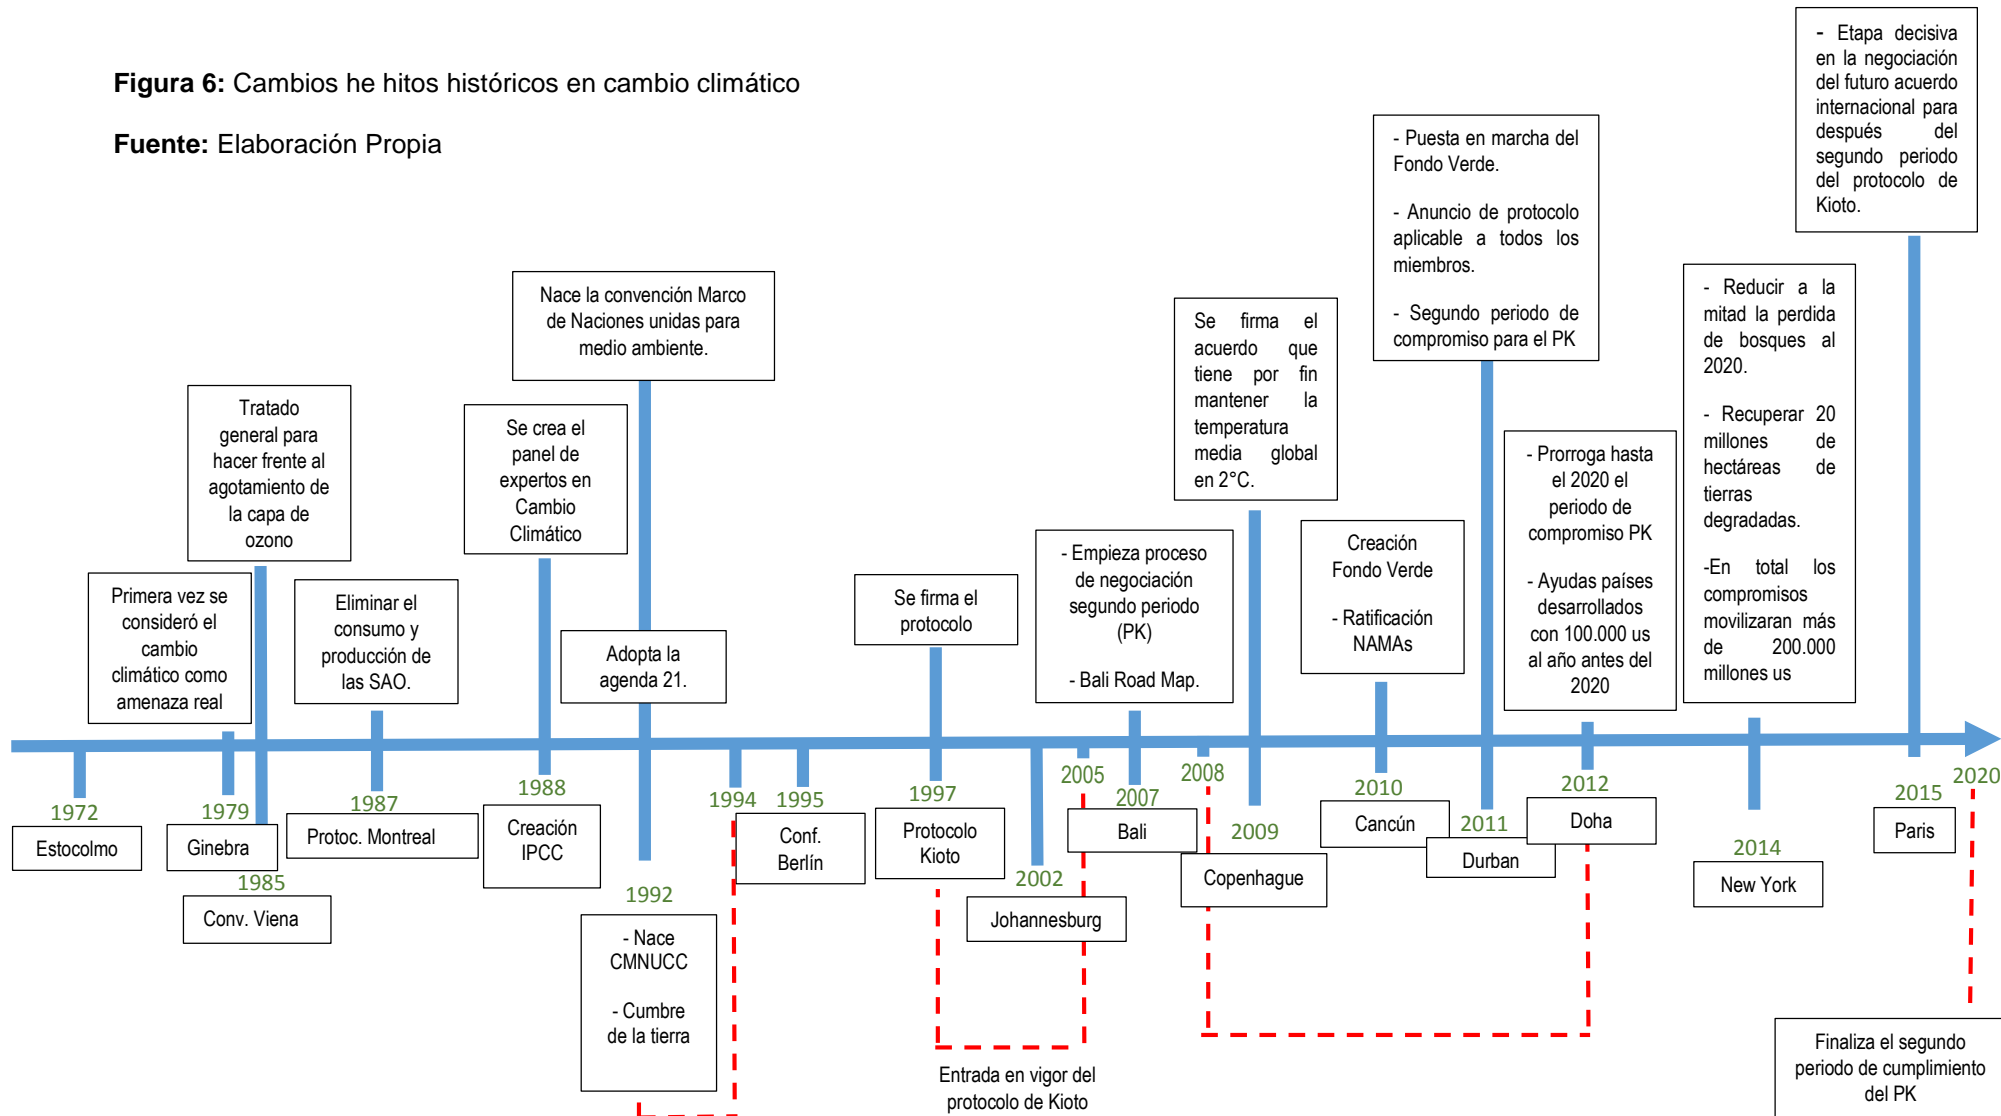 Figura 6: Cambios he hitos históricos en cambio climático
Fuente: Elaboración Propia
Primera vez se
consideró el
cambio
climático como
amenaza real
Tratado
general para
hacer frente al
agotamiento de
la capa de
ozono
Eliminar el
consumo y
producción de
las SAO.
Se crea el
panel de
expertos en
Cambio
Climático
Nace la convención Marco
de Naciones unidas para
medio ambiente.
Adopta la
agenda 21.
Se firma el
protocolo
- Empieza proceso
de negociación
segundo periodo
(PK)
- Bali Road Map.
Se firma el
acuerdo que
tiene por fin
mantener la
temperatura
media global
en 2°C.
Creación
Fondo Verde
- Ratificación
NAMAs
- Puesta en marcha del
Fondo Verde.
- Anuncio de protocolo
aplicable a todos los
miembros.
- Segundo periodo de
compromiso para el PK
- Prorroga hasta
el 2020 el
periodo de
compromiso PK
- Ayudas países
desarrollados
con 100.000 us
al año antes del
2020
- Reducir a la
mitad la perdida
de bosques al
2020.
- Recuperar 20
millones de
hectáreas de
tierras
degradadas.
-En total los
compromisos
movilizaran más
de 200.000
millones us
- Etapa decisiva
en la negociación
del futuro acuerdo
internacional para
después del
segundo periodo
del protocolo de
Kioto.
1972
Estocolmo
1979
Ginebra
1985
Conv. Viena
1987
Protoc. Montreal
1988
Creación
IPCC
1992
- Nace
CMNUCC
- Cumbre
de la tierra
1994
1995
Conf.
Berlín
1997
Protocolo
Kioto
2002
Johannesburg
2005
2007
Bali
2008
2009
Copenhague
2010
Cancún
2011
Durban
2012
Doha
2014
New York
2015
Paris
2020
Entrada en vigor del
protocolo de Kioto
Finaliza el segundo
periodo de cumplimiento
del PK